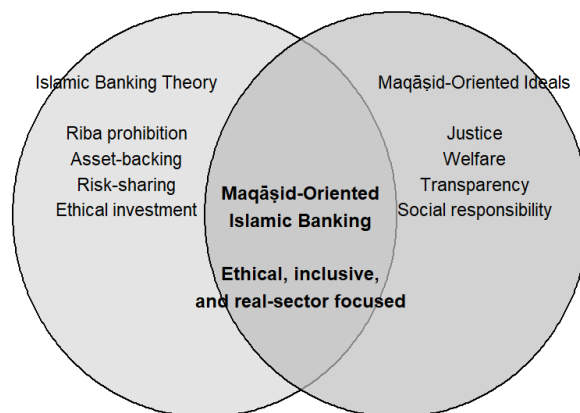 Islamic Banking Theory
Riba prohibition
Asset-backing
Risk-sharing
Ethical investment
Maqāṣid-Oriented
Islamic Banking
Ethical, inclusive,
and real-sector focused
Maqāṣid-Oriented Ideals
Justice
Welfare
Transparency
Social responsibility